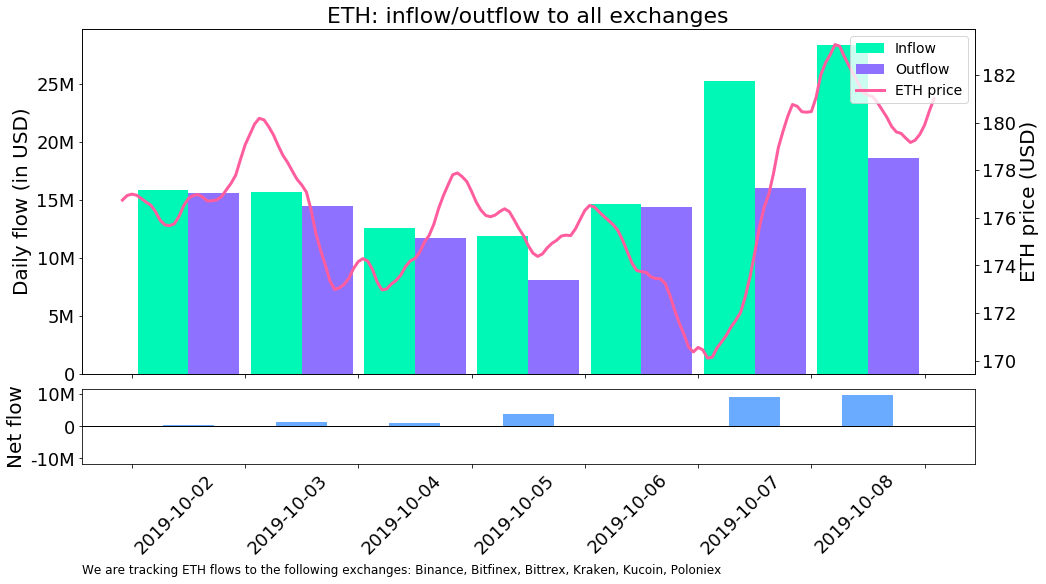 ETH: inflow/outflow to all exchanges
Inflow
Outflow
ETH price
Daily flow (in USD)
25M
20M
15M
10M
5M
0
182
180
178
176
174
172
170
ETH price (USD)
Net flow
10M
0
-10M
2019-10-02
2019-10-03
2019-10-04
2019-10-05
2019-10-06
2019-10-07
2019-10-08
We are tracking ETH flows to the following exchanges: Binance, Bitfinex, Bittrex, Kraken, Kucoin, Poloniex